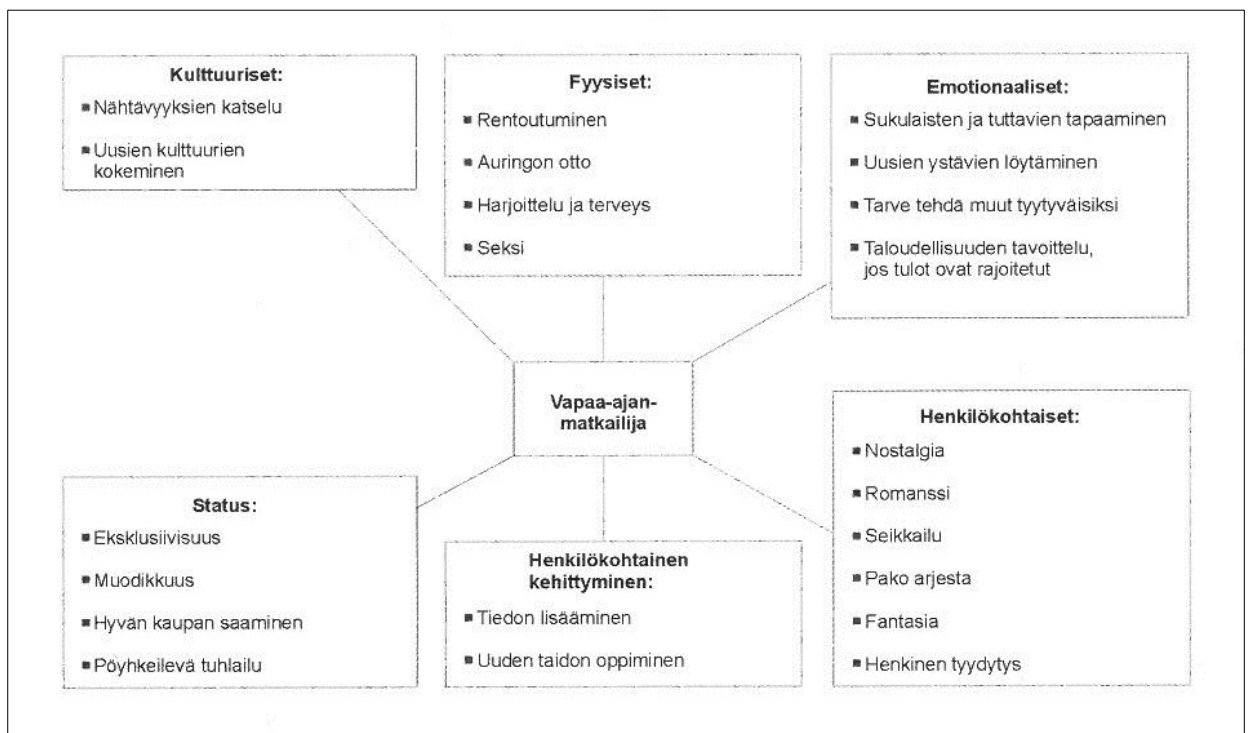 Kulttuuriset:
▪ Nähtävyyksien katselu
▪ Uusien kulttuurien
kokeminen
Fyysiset:
▪ Rentoutuminen
▪ Auringon otto
▪ Harjoittelu ja terveys
▪ Seksi
Emotionaaliset:
▪ Sukulaisten ja tuttavien tapaaminen
▪ Uusien ystävien löytäminen
▪ Tarve tehdä muut tyytyväisiksi
▪ Taloudellisuuden tavoittelu,
jos tulot ovat rajoitetut
Vapaa-ajan-
matkailija
Status:
▪ Eksklusiivisuus
▪ Muodikkuus
▪ Hyvän kaupan saaminen
▪ Pöyhkeilevä tuhlailu
Henkilökohtainen
kehittyminen:
▪ Tiedon lisääminen
▪ Uuden taidon oppiminen
Henkilökohtaiset:
▪ Nostalgia
▪ Romanssi
▪ Seikkailu
▪ Pako arjesta
▪ Fantasia
▪ Henkinen tyydytys